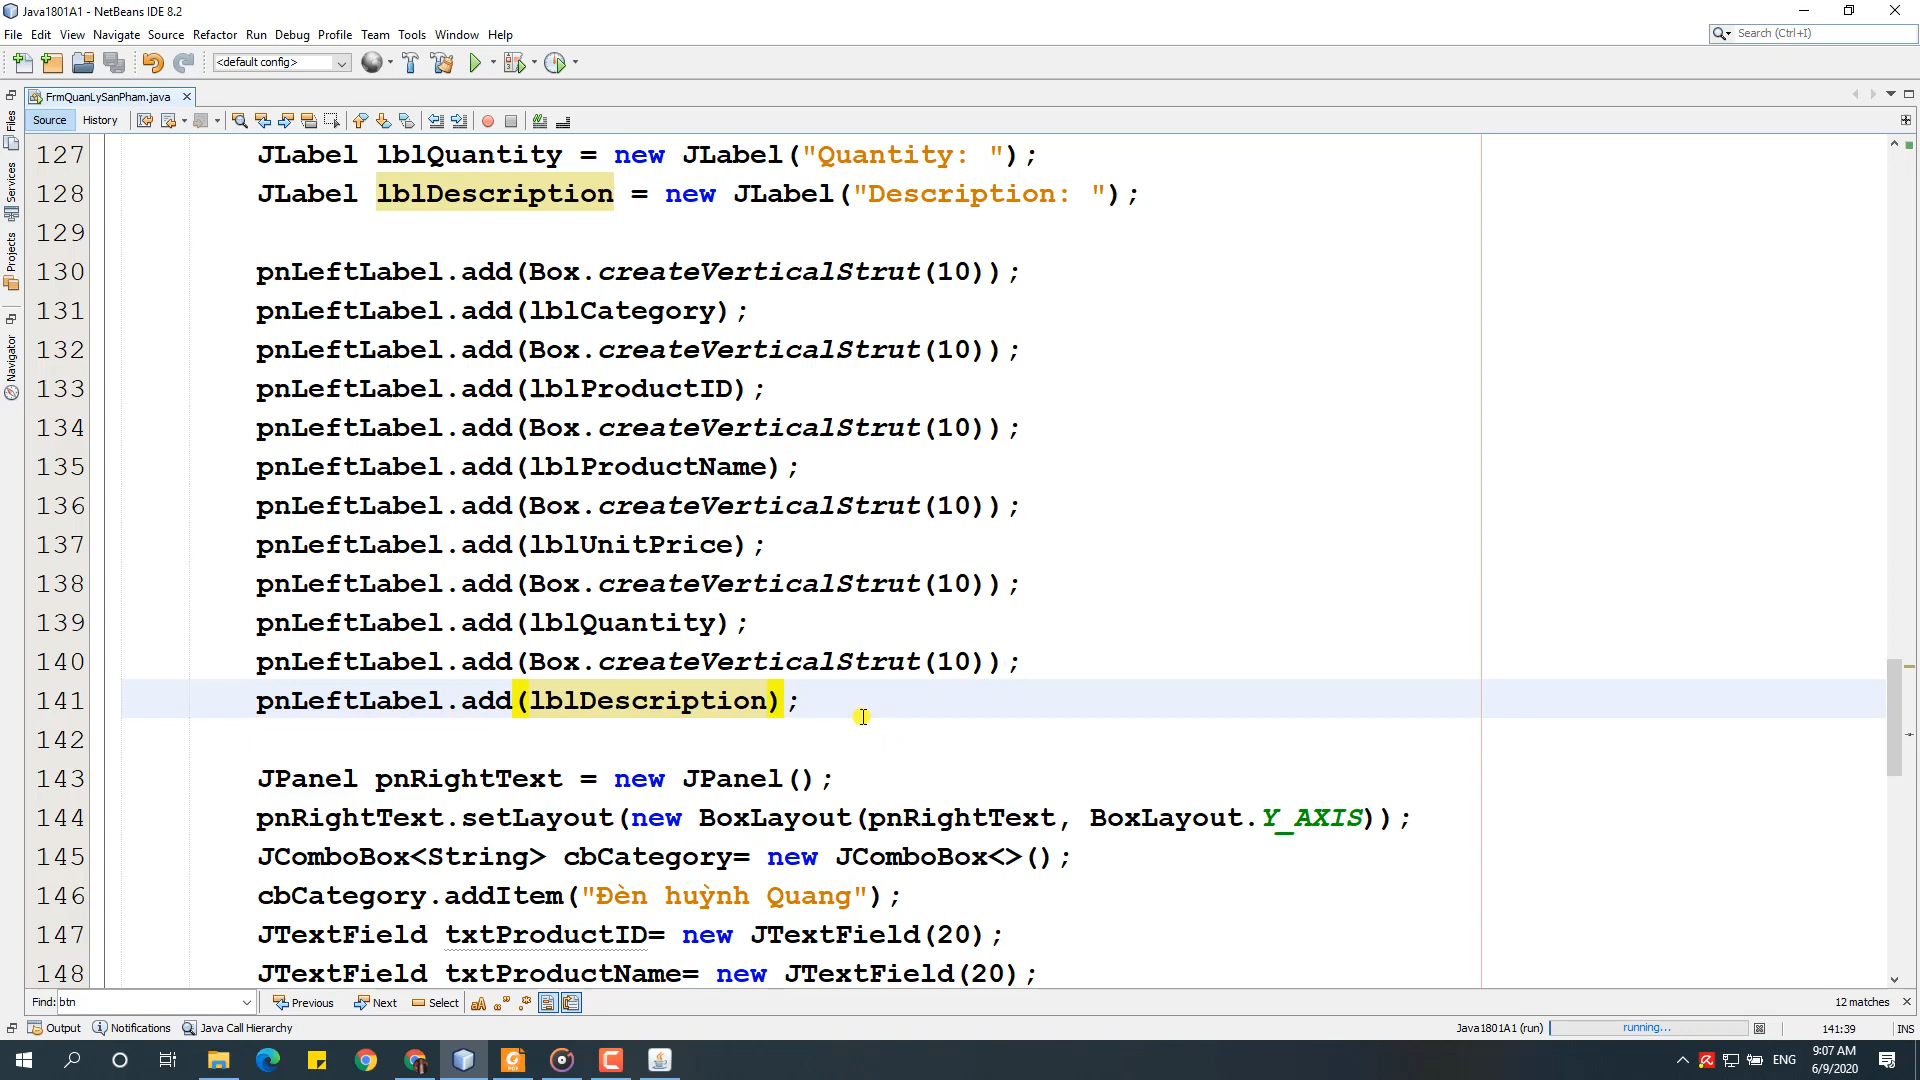 Java1801A1 - NetBeans IDE 8.2
File Edit View Navigate Source Refactor Run Debug Profile Team Tools Window Help
Search (Ctrl+I)
<default config>
FrmQuanLySanPham.java
Source History
Files
Services
Projects
Navigator
127 JLabel lblQuantity = new JLabel("Quantity: ");
128 JLabel lblDescription = new JLabel("Description: ");
129
130 pnLeftLabel.add(Box.createVerticalStrut(10));
131 pnLeftLabel.add(lblCategory);
132 pnLeftLabel.add(Box.createVerticalStrut(10));
133 pnLeftLabel.add(lblProductID);
134 pnLeftLabel.add(Box.createVerticalStrut(10));
135 pnLeftLabel.add(lblProductName);
136 pnLeftLabel.add(Box.createVerticalStrut(10));
137 pnLeftLabel.add(lblUnitPrice);
138 pnLeftLabel.add(Box.createVerticalStrut(10));
139 pnLeftLabel.add(lblQuantity);
140 pnLeftLabel.add(Box.createVerticalStrut(10));
141 pnLeftLabel.add(lblDescription);
142
143 JPanel pnRightText = new JPanel();
144 pnRightText.setLayout(new BoxLayout(pnRightText, BoxLayout.Y_AXIS));
145 JComboBox<String> cbCategory= new JComboBox<>();
146 cbCategory.addItem("Đèn huỳnh Quang");
147 JTextField txtProductID= new JTextField(20);
148 JTextField txtProductName= new JTextField(20);
Find: btn Previous Next Select 12 matches
Output Notifications Java Call Hierarchy Java1801A1 (run) running... 141:39 INS
ENG 9:07 AM
6/9/2020